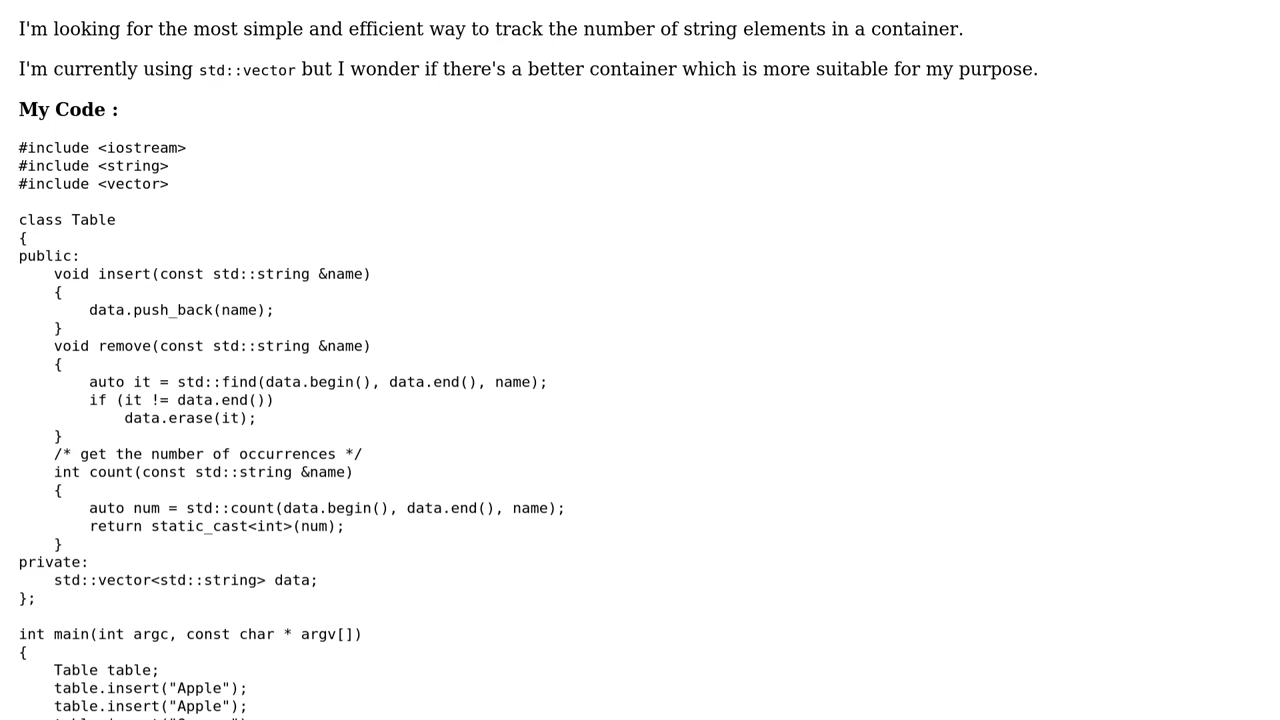 I'm looking for the most simple and efficient way to track the number of string elements in a container.
I'm currently using std::vector but I wonder if there's a better container which is more suitable for my purpose.
My Code :
#include <iostream>
#include <string>
#include <vector>

class Table
{
public:
    void insert(const std::string &name)
    {
        data.push_back(name);
    }
    void remove(const std::string &name)
    {
        auto it = std::find(data.begin(), data.end(), name);
        if (it != data.end())
            data.erase(it);
    }
    /* get the number of occurrences */
    int count(const std::string &name)
    {
        auto num = std::count(data.begin(), data.end(), name);
        return static_cast<int>(num);
    }
private:
    std::vector<std::string> data;
};

int main(int argc, const char * argv[])
{
    Table table;
    table.insert("Apple");
    table.insert("Apple");